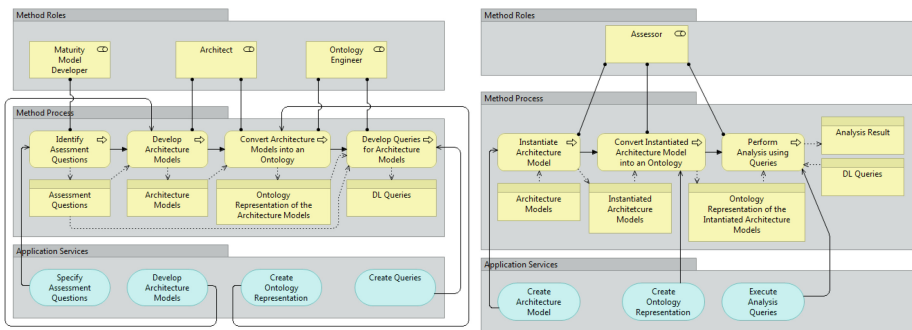 Method Roles
Maturity
Model
Developer
Architect
Ontology
Engineer
Method Process
Identify
Asessment
Questions
Develop
Architecture
Models
Convert Architecture
Models into an
Ontology
Develop Queries
for Architecture
Models
Assessment
Questions
Architecture
Models
Ontology
Representation of the
Architecture Models
DL Queries
Application Services
Specify
Assessment
Questions
Develop
Architecture
Models
Create
Ontology
Representation
Create Queries
Method Roles
Assessor
Method Process
Instantiate
Architecture
Model
Convert Instantiated
Architecture Model
into an Ontology
Perform
Analysis using
Queries
Analysis Result
DL Queries
Architecture
Models
Instantiated
Architetcure
Models
Ontology
Representation of the
Intantiated Architecture
Models
Application Services
Create
Architecture
Model
Create
Ontology
Representation
Execute
Analysis
Queries